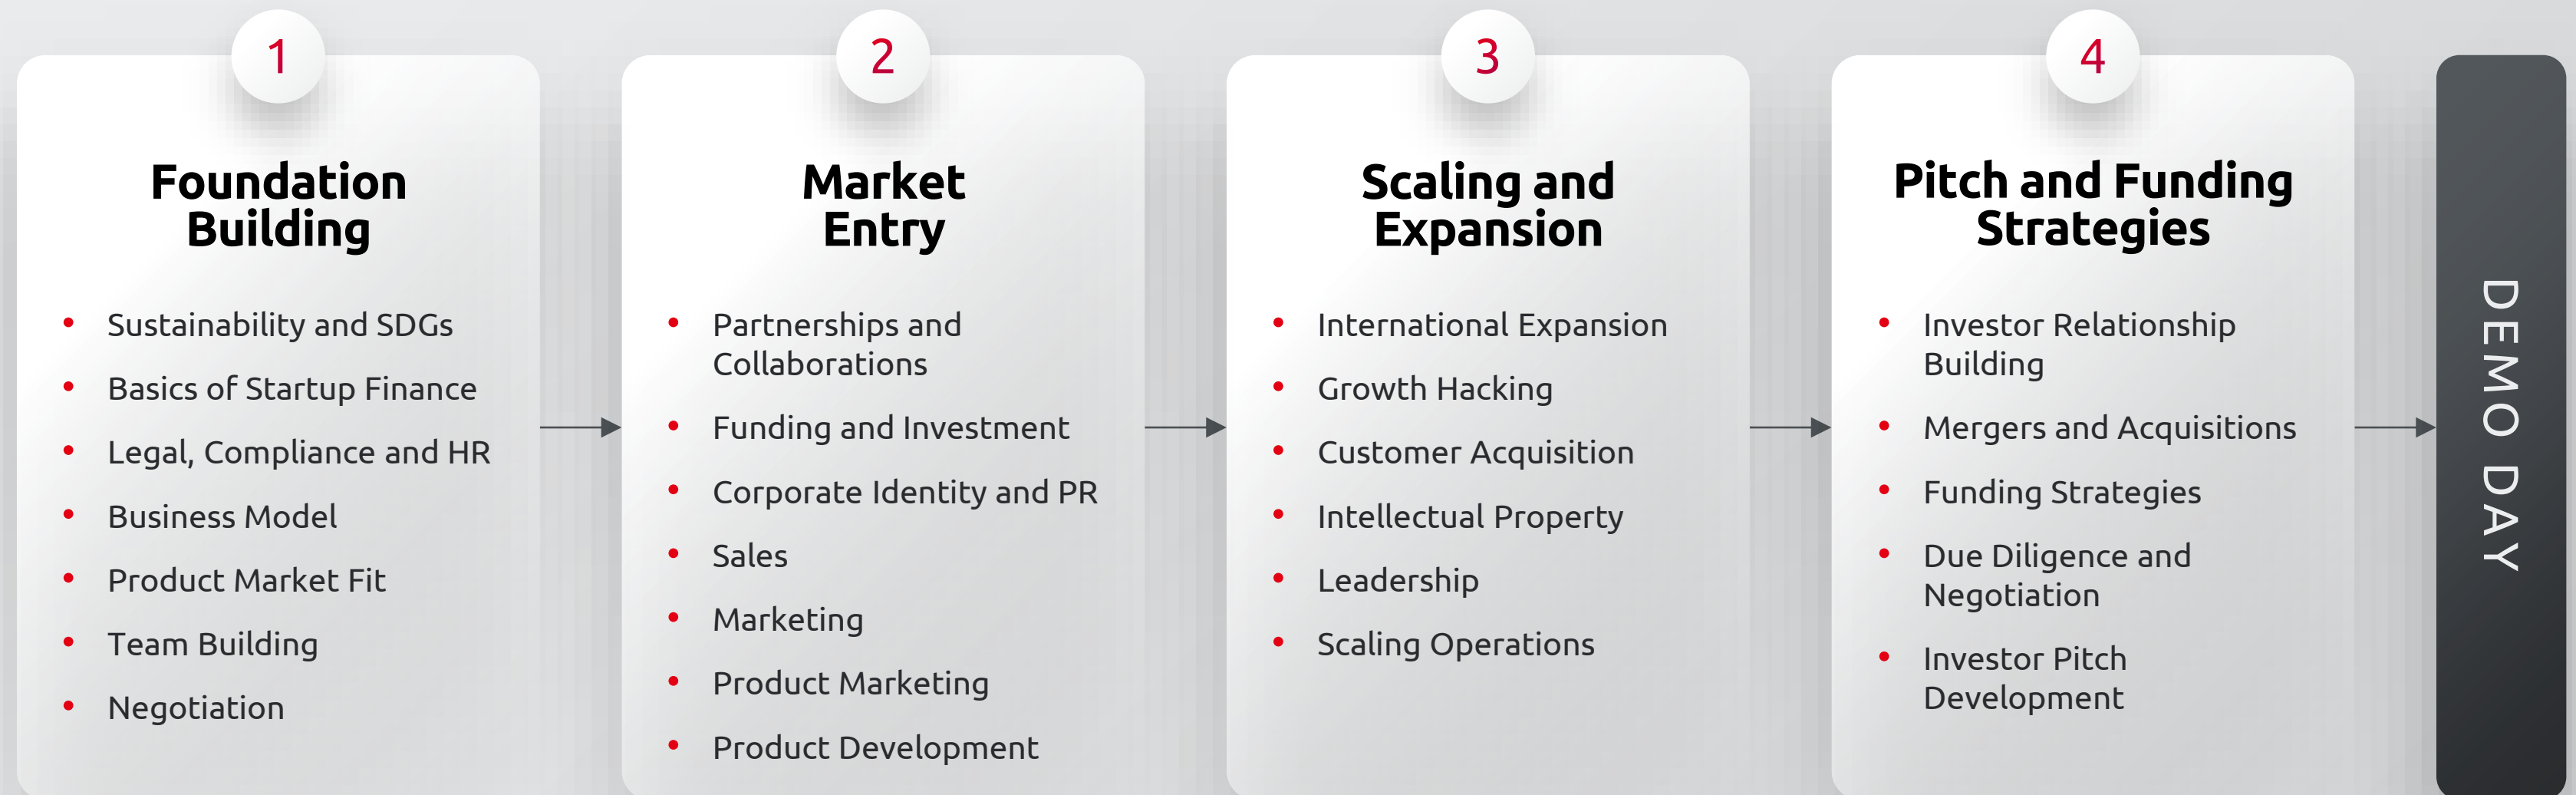 1
Foundation
Building
Sustainability and SDGs
Basics of Startup Finance
Legal, Compliance and HR
Business Model
Product Market Fit
Team Building
Negotiation
2
Market
Entry
Partnerships and
Collaborations
Funding and Investment
Corporate Identity and PR
Sales
Marketing
Product Marketing
Product Development
3
Scaling and
Expansion
International Expansion
Growth Hacking
Customer Acquisition
Intellectual Property
Leadership
Scaling Operations
4
Pitch and Funding
Strategies
Investor Relationship
Building
Mergers and Acquisitions
Funding Strategies
Due Diligence and
Negotiation
Investor Pitch
Development
DEMO DAY